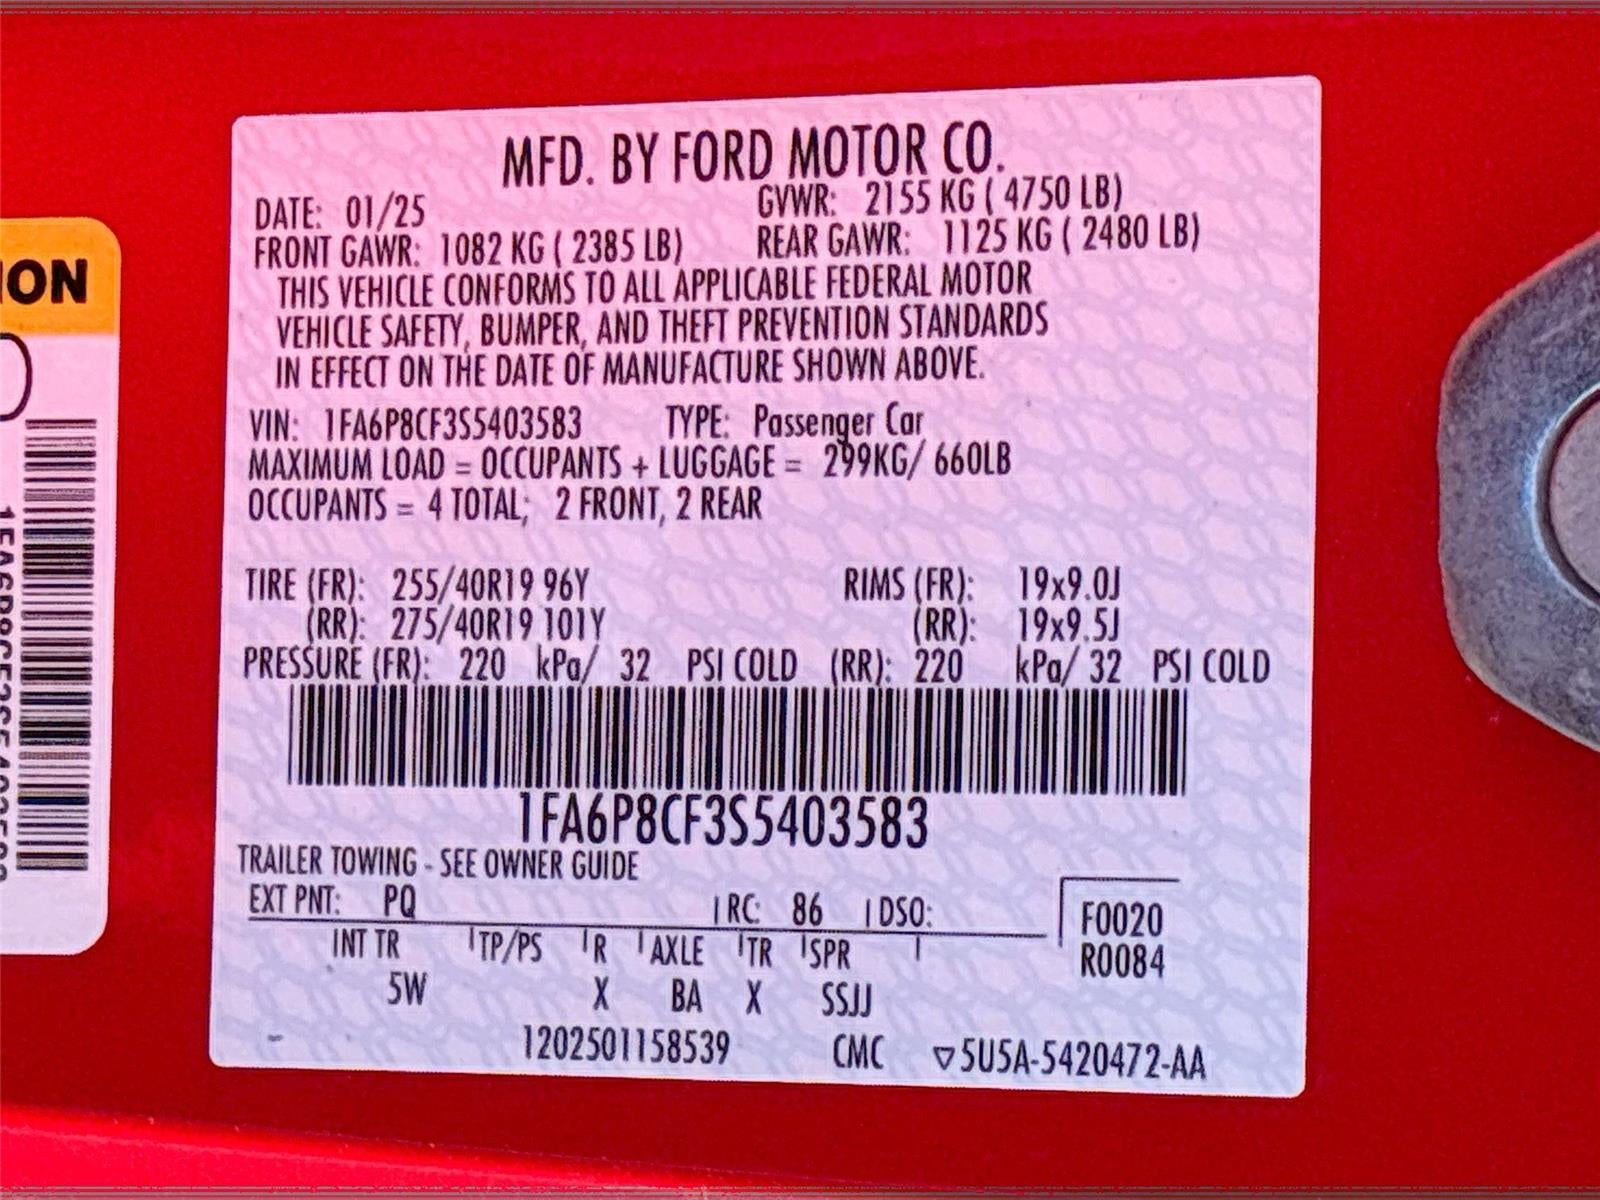 MFD. BY FORD MOTOR CO.
DATE: 01/25 GVWR: 2155 KG ( 4750 LB)
FRONT GAWR: 1082 KG ( 2385 LB) REAR GAWR: 1125 KG ( 2480 LB)
THIS VEHICLE CONFORMS TO ALL APPLICABLE FEDERAL MOTOR
VEHICLE SAFETY, BUMPER, AND THEFT PREVENTION STANDARDS
IN EFFECT ON THE DATE OF MANUFACTURE SHOWN ABOVE.
VIN: 1FA6P8CF3S5403583 TYPE: Passenger Car
MAXIMUM LOAD = OCCUPANTS + LUGGAGE = 299KG/ 660LB
OCCUPANTS = 4 TOTAL; 2 FRONT, 2 REAR
TIRE (FR): 255/40R19 96Y RIMS (FR): 19x9.0J
(RR): 275/40R19 101Y (RR): 19x9.5J
PRESSURE (FR): 220 kPa/ 32 PSI COLD (RR): 220 kPa/ 32 PSI COLD
1FA6P8CF3S5403583
TRAILER TOWING - SEE OWNER GUIDE
EXT PNT: PQ RC: 86 DSO:
F0020
R0084
INT TR TP/PS R AXLE TR SPR
5W X BA X SSJJ
1202501158539 CMC ▽5U5A-5420472-AA
ION